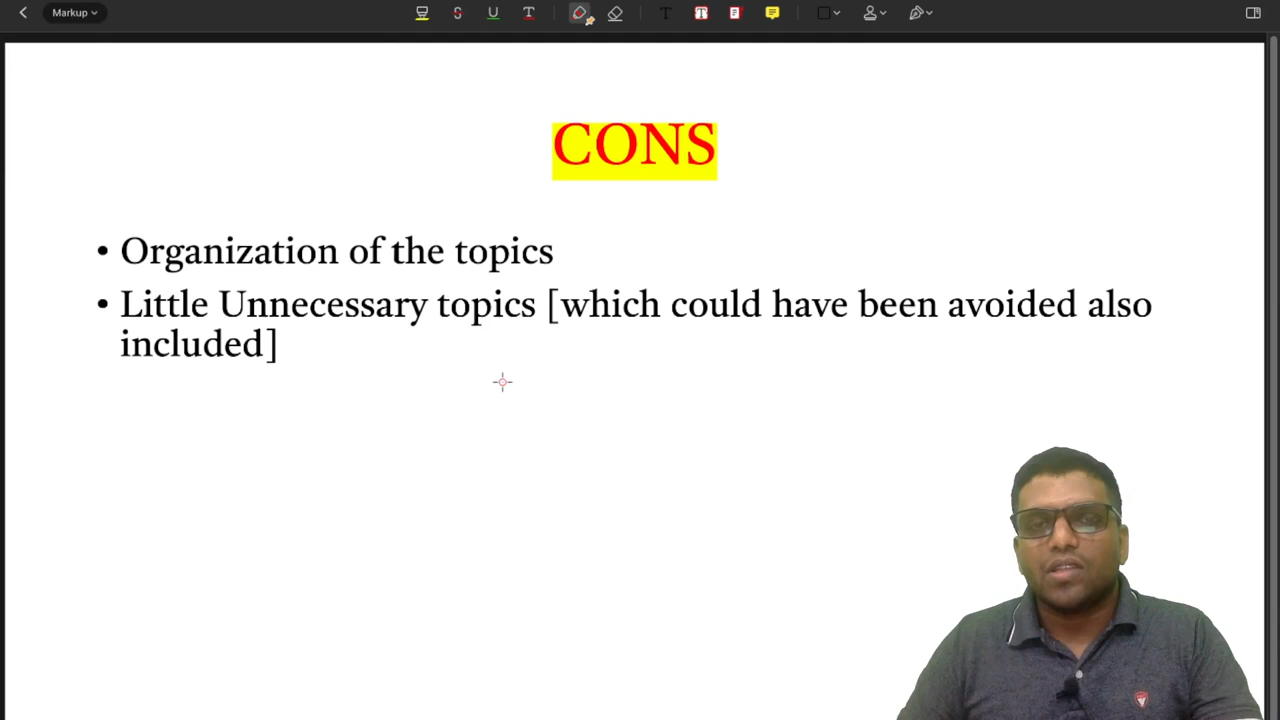 Markup
CONS
• Organization of the topics
• Little Unnecessary topics [which could have been avoided also
included]